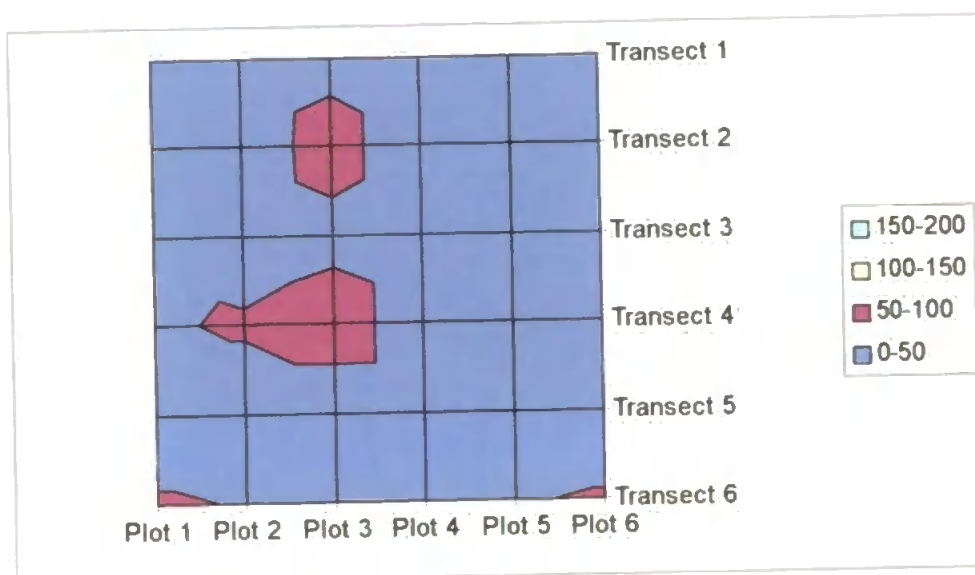 Transect 1
Transect 2
Transect 3
Transect 4
Transect 5
Transect 6
Plot 1 Plot 2 Plot 3 Plot 4 Plot 5 Plot 6
150-200
100-150
50-100
0-50